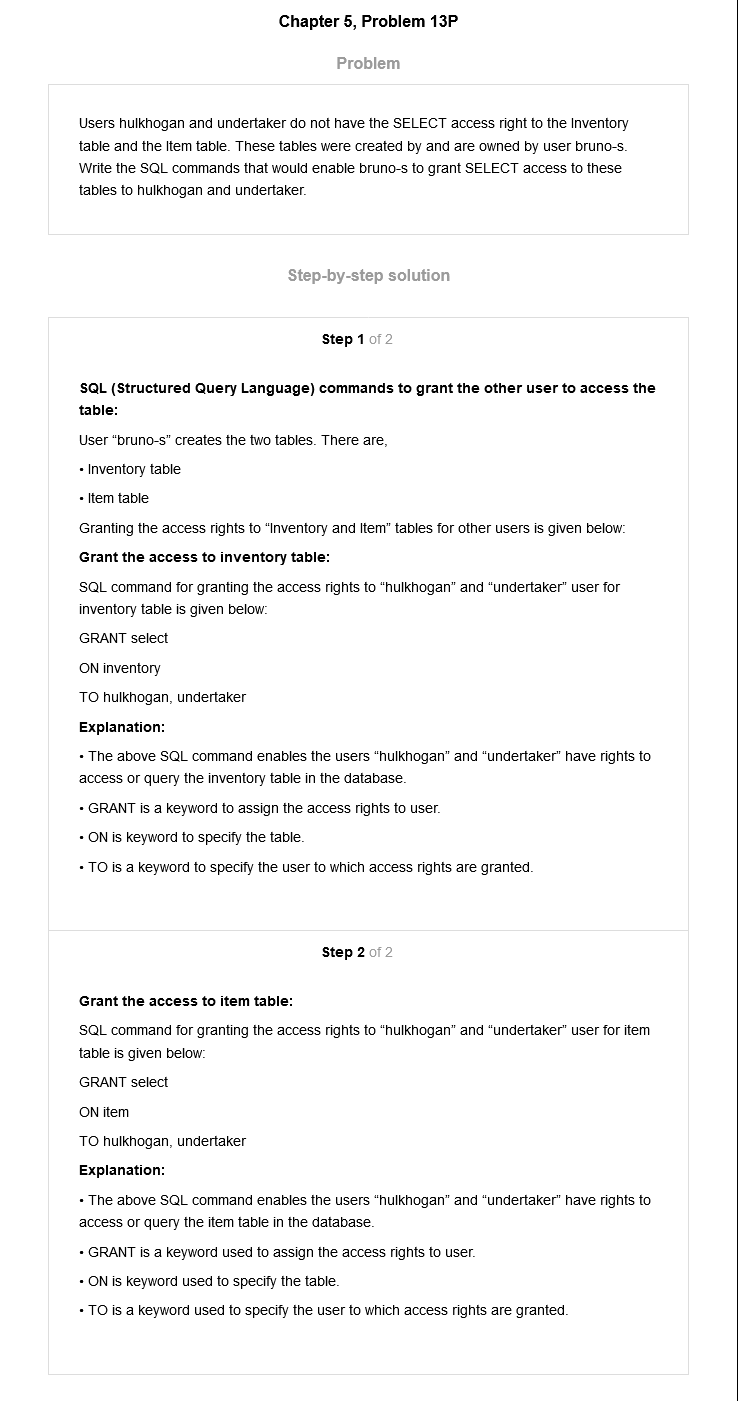 Chapter 5, Problem 13P
Problem
Users hulkhogan and undertaker do not have the SELECT access right to the Inventory
table and the Item table. These tables were created by and are owned by user bruno-s.
Write the SQL commands that would enable bruno-s to grant SELECT access to these
tables to hulkhogan and undertaker.
Step-by-step solution
Step 1 of 2
SQL (Structured Query Language) commands to grant the other user to access the
table:
User “bruno-s” creates the two tables. There are,
• Inventory table
• Item table
Granting the access rights to “Inventory and Item” tables for other users is given below:
Grant the access to inventory table:
SQL command for granting the access rights to “hulkhogan” and “undertaker” user for
inventory table is given below:
GRANT select
ON inventory
TO hulkhogan, undertaker
Explanation:
• The above SQL command enables the users “hulkhogan” and “undertaker” have rights to
access or query the inventory table in the database.
• GRANT is a keyword to assign the access rights to user.
• ON is keyword to specify the table.
• TO is a keyword to specify the user to which access rights are granted.
Step 2 of 2
Grant the access to item table:
SQL command for granting the access rights to “hulkhogan” and “undertaker” user for item
table is given below:
GRANT select
ON item
TO hulkhogan, undertaker
Explanation:
• The above SQL command enables the users “hulkhogan” and “undertaker” have rights to
access or query the item table in the database.
• GRANT is a keyword used to assign the access rights to user.
• ON is keyword used to specify the table.
• TO is a keyword used to specify the user to which access rights are granted.